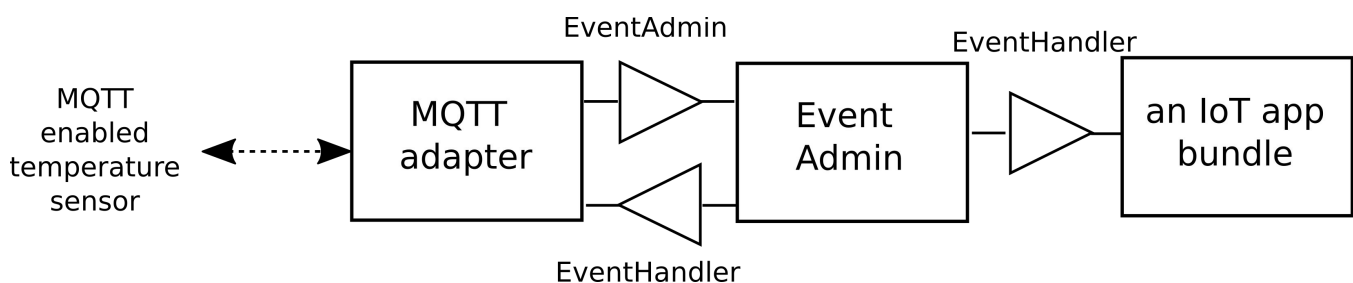 MQTT
enabled
temperature
sensor
MQTT
adapter
EventAdmin
EventHandler
Event
Admin
EventHandler
an IoT app
bundle